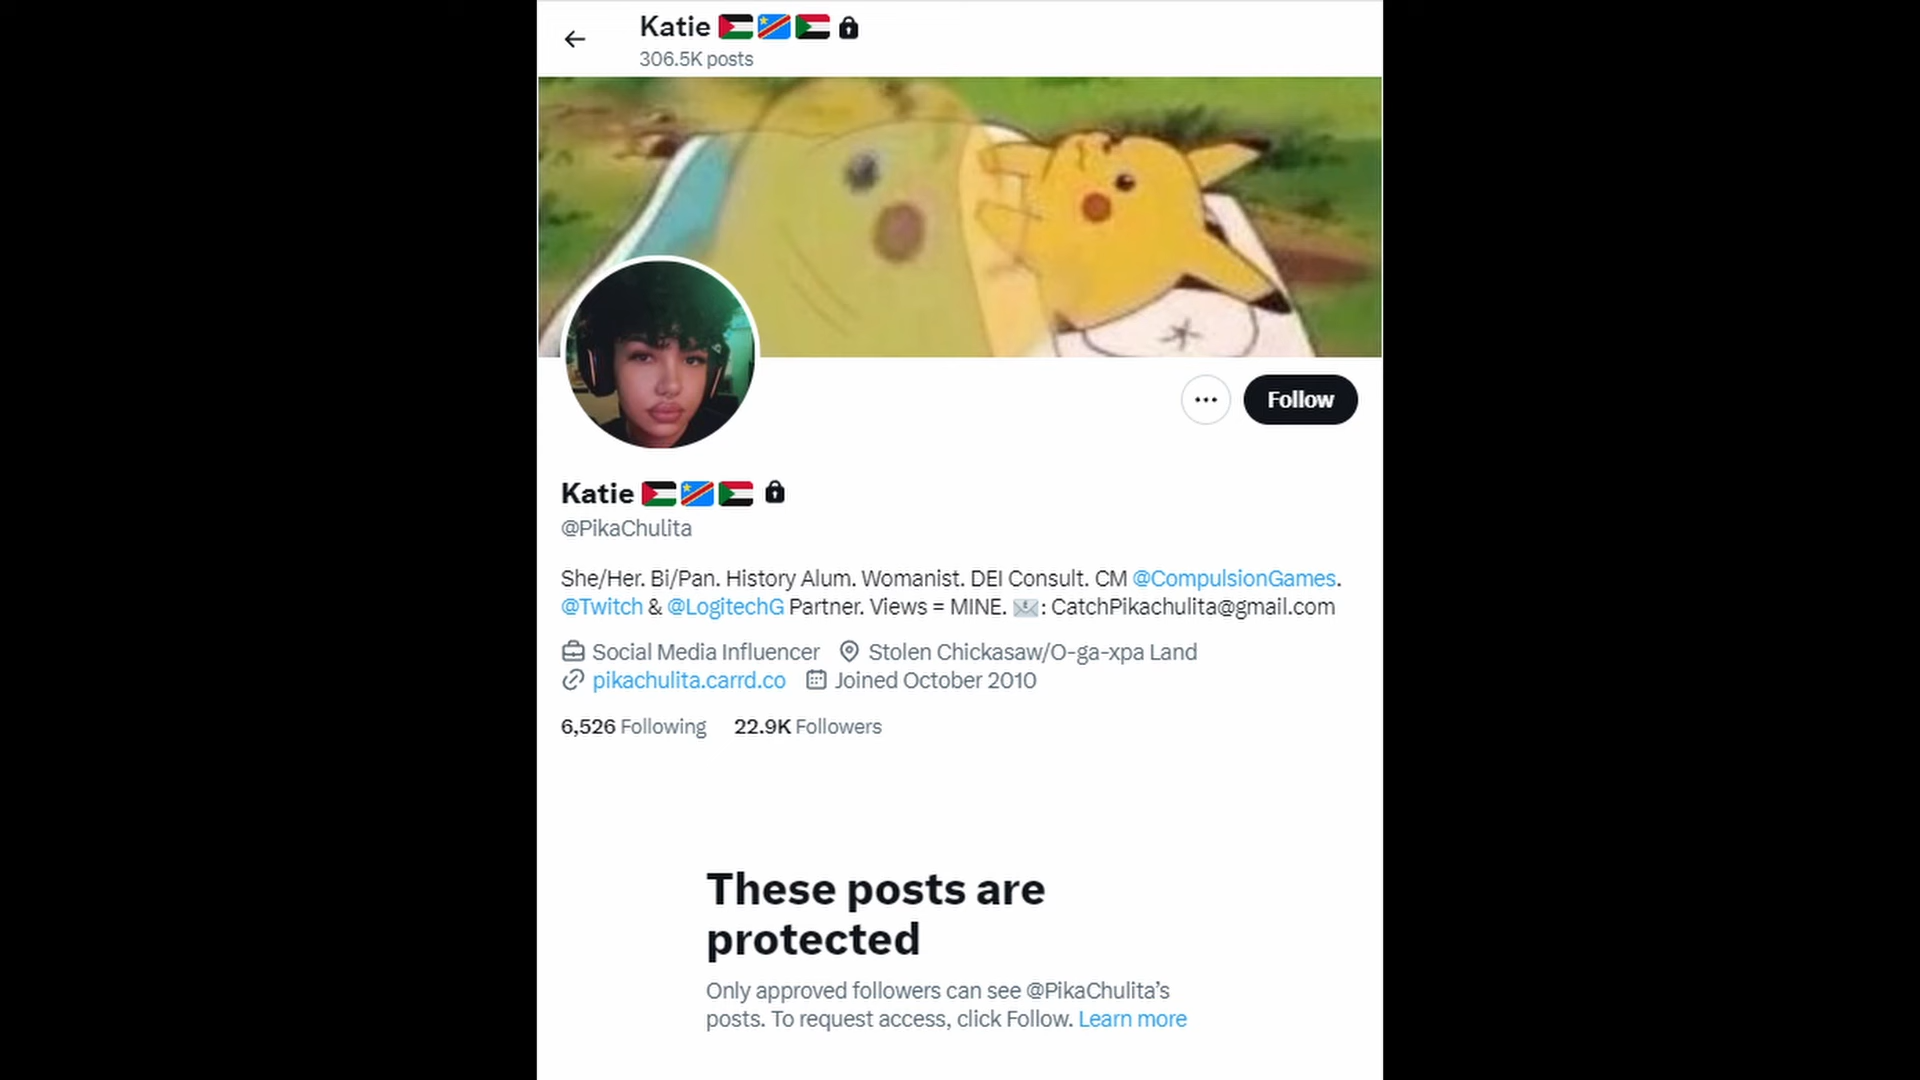 Katie 🇵🇸🇨🇩🇸🇩 🔒
306.5K posts
Follow
Katie 🇵🇸🇨🇩🇸🇩 🔒
@PikaChulita
She/Her. Bi/Pan. History Alum. Womanist. DEI Consult. CM @CompulsionGames.
@Twitch & @LogitechG Partner. Views = MINE. 📧: CatchPikachulita@gmail.com
Social Media Influencer Stolen Chickasaw/O-ga-xpa Land
pikachulita.carrd.co Joined October 2010
6,526 Following 22.9K Followers
These posts are
protected
Only approved followers can see @PikaChulita’s
posts. To request access, click Follow. Learn more